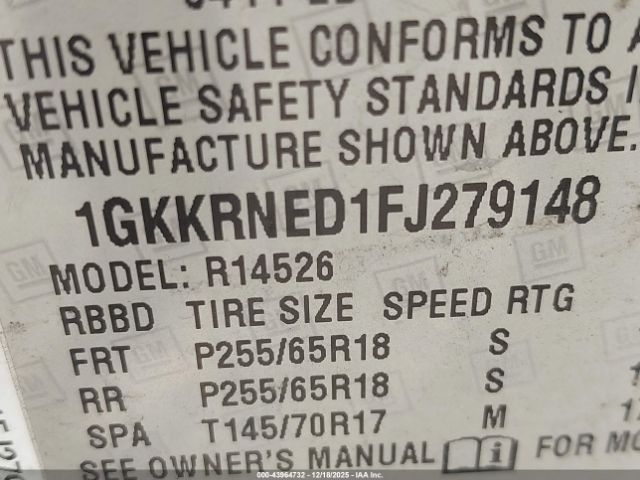 THIS VEHICLE CONFORMS TO
VEHICLE SAFETY STANDARDS
MANUFACTURE SHOWN ABOVE.
1GKKRNED1FJ279148
MODEL: R14526
RBBD TIRE SIZE SPEED RTG
FRT P255/65R18 S
RR P255/65R18 S
SPA T145/70R17 M
SEE OWNER'S MANUAL i FOR
000-43964732 - 12/18/2025 - IAA Inc.
GM